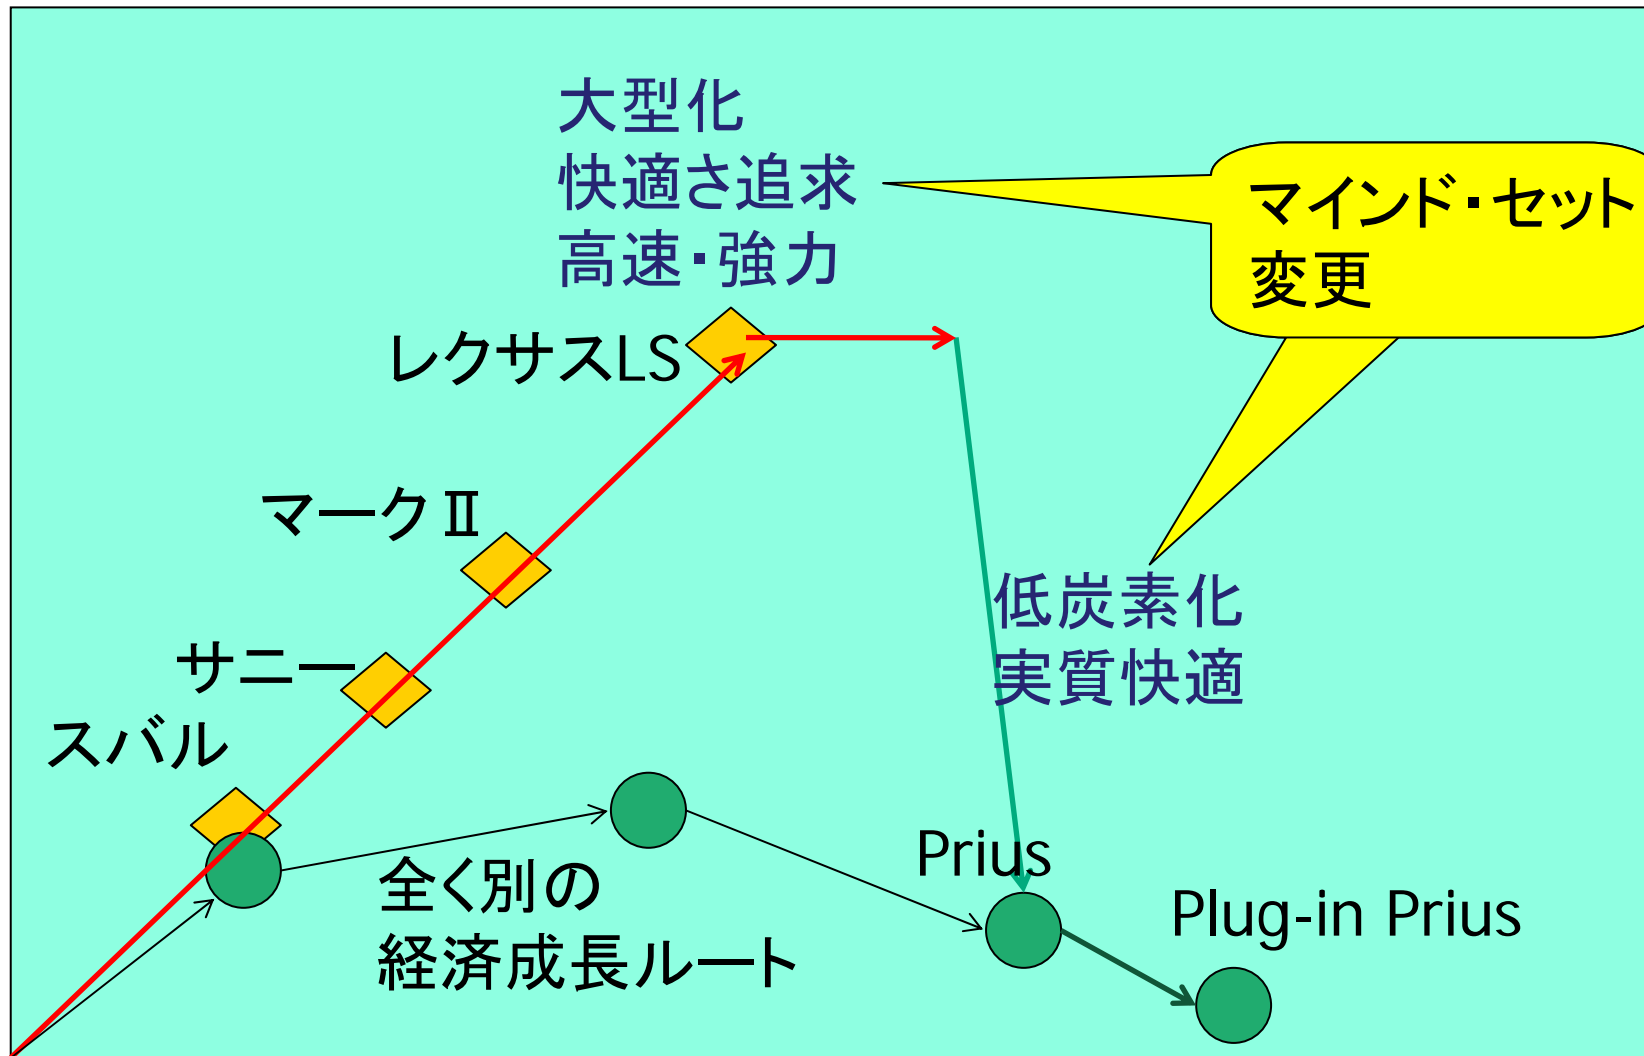 大型化
快適さ追求
高速・強力
マインド・セット
変更
レクサスLS
マークⅡ
サニー
スバル
低炭素化
実質快適
全く別の
経済成長ルート
Prius
Plug-in Prius